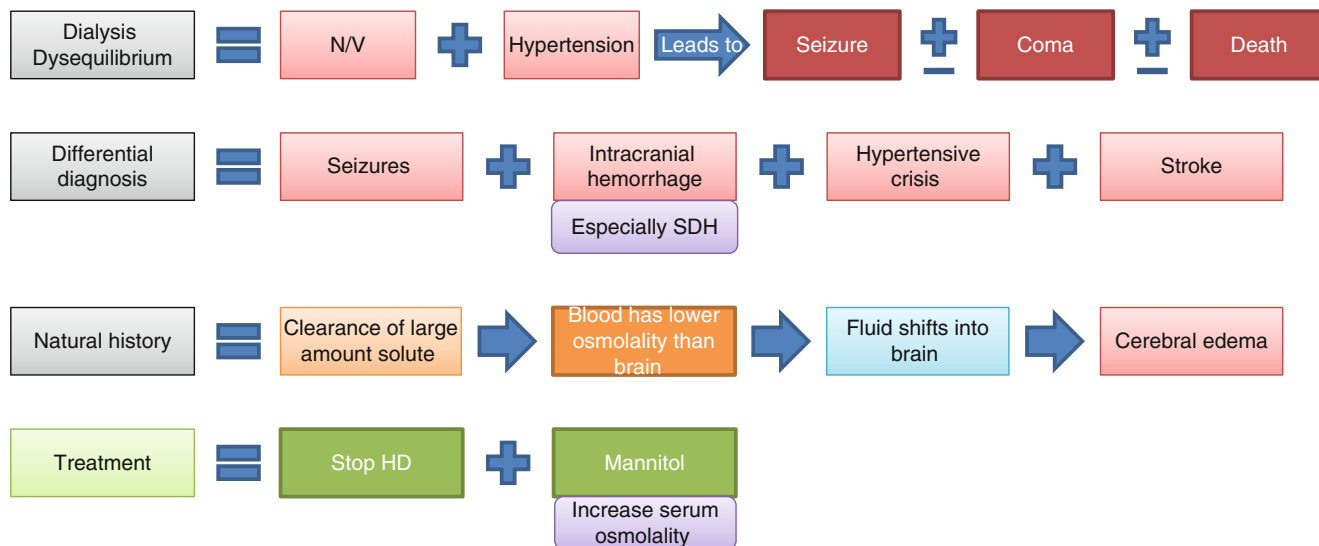 Dialysis
Dysequilibrium
N/V
Hypertension
Leads to
Seizure
Coma
Death
Differential
diagnosis
Seizures
Intracranial
hemorrhage
Especially SDH
Hypertensive
crisis
Stroke
Natural history
Clearance of large
amount solute
Blood has lower
osmolality than
brain
Fluid shifts into
brain
Cerebral edema
Treatment
Stop HD
Mannitol
Increase serum
osmolality